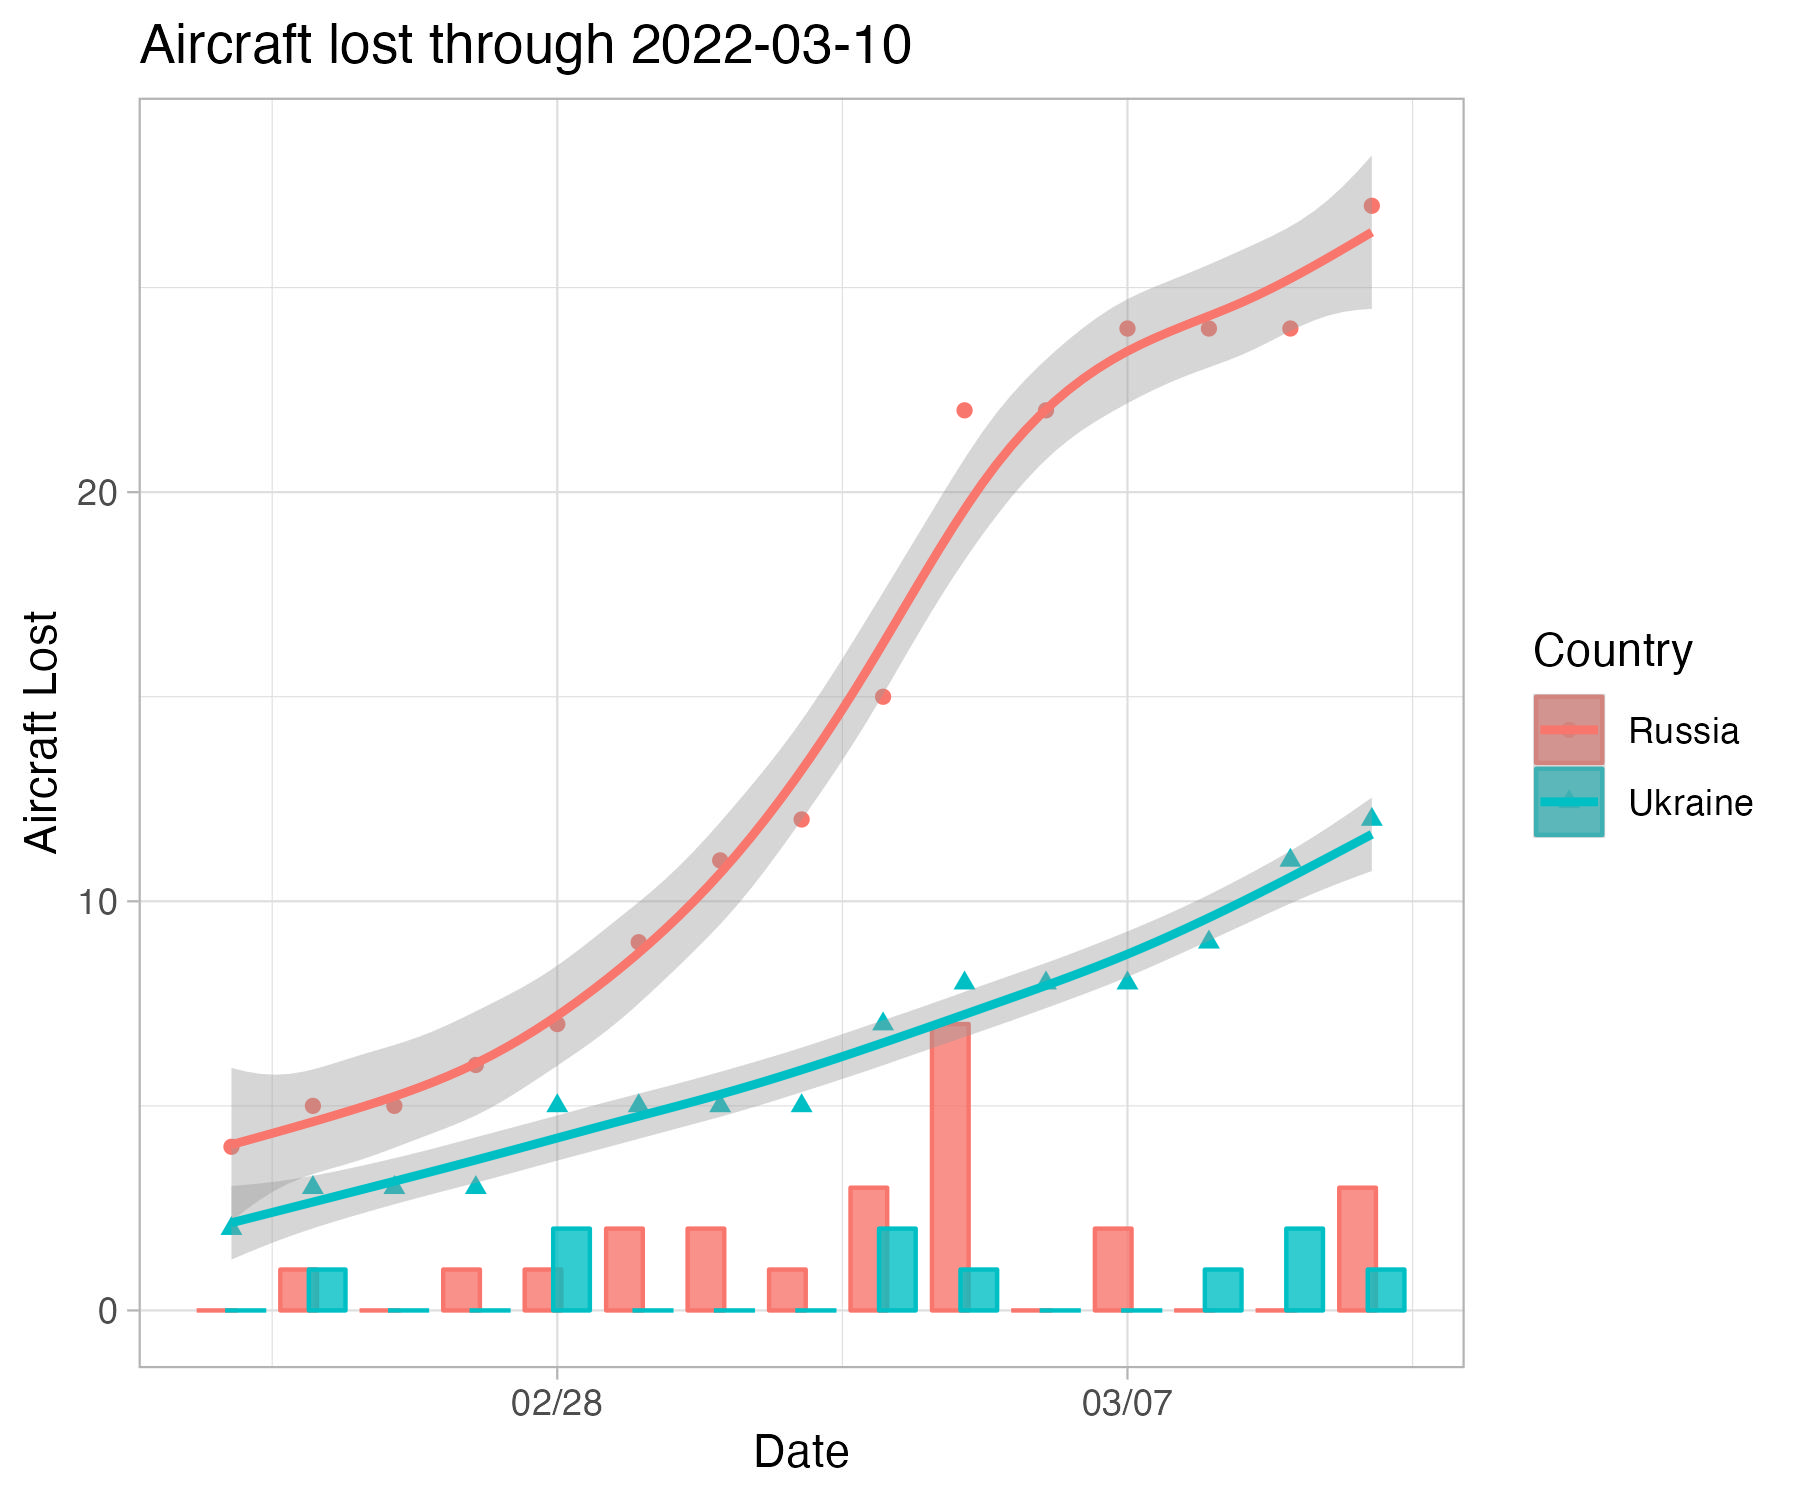 Aircraft lost through 2022-03-10
Aircraft Lost
20
10
0
02/28
03/07
Date
Country
Russia
Ukraine